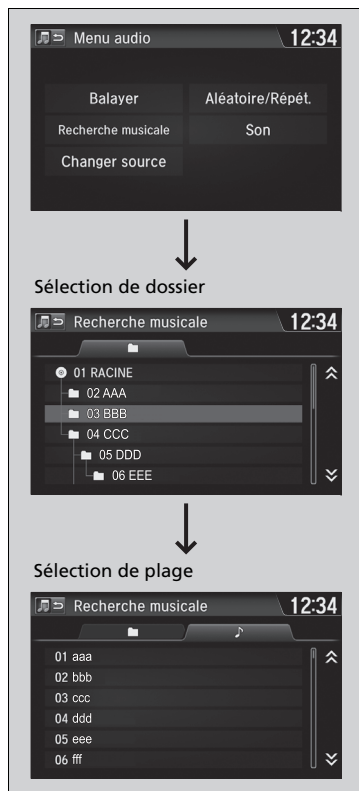 Menu audio 12:34
Balayer Aléatoire/Répét.
Recherche musicale Son
Changer source
Sélection de dossier
Recherche musicale 12:34
01 RACINE
02 AAA
03 BBB
04 CCC
05 DDD
06 EEE
Sélection de plage
Recherche musicale 12:34
01 aaa
02 bbb
03 ccc
04 ddd
05 eee
06 fff